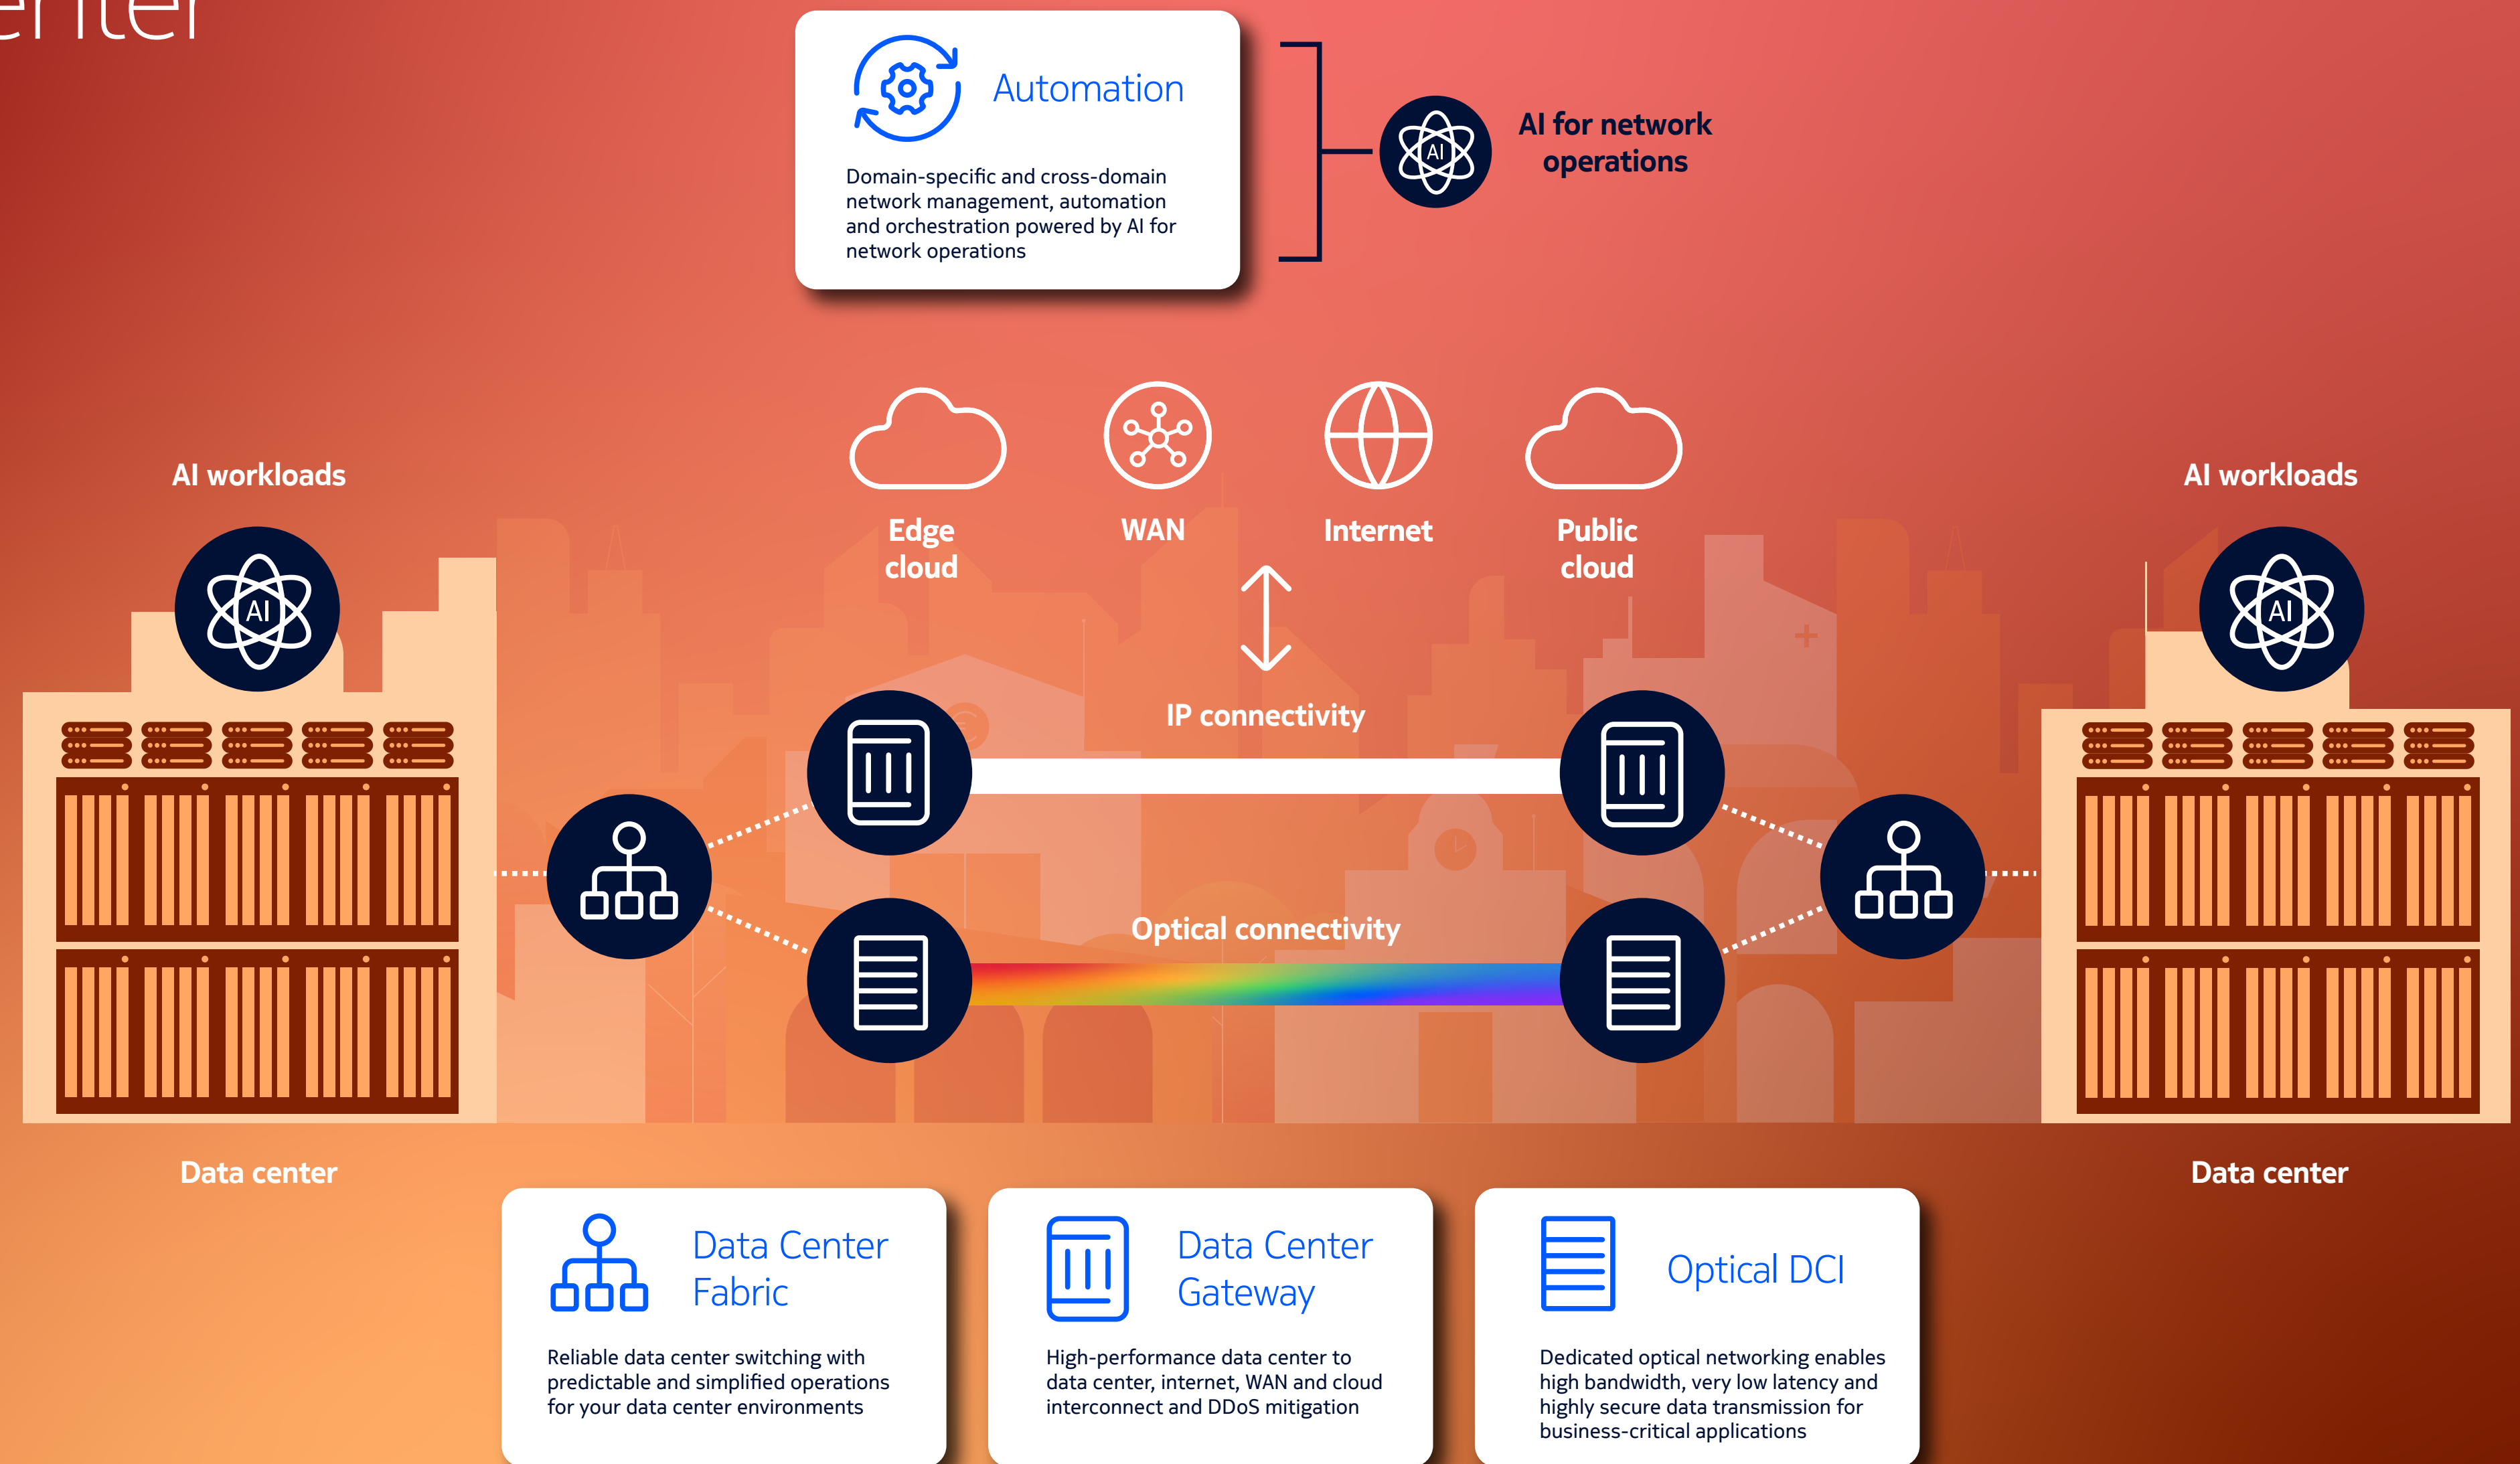 Automation
Domain-specific and cross-domain
network management, automation
and orchestration powered by AI for
network operations
AI
AI for network
operations
Edge
cloud
WAN
Internet
Public
cloud
AI workloads
AI
AI workloads
AI
IP connectivity
Optical connectivity
Data center
Data center
Data Center
Fabric
Reliable data center switching with
predictable and simplified operations
for your data center environments
Data Center
Gateway
High-performance data center to
data center, internet, WAN and cloud
interconnect and DDoS mitigation
Optical DCI
Dedicated optical networking enables
high bandwidth, very low latency and
highly secure data transmission for
business-critical applications